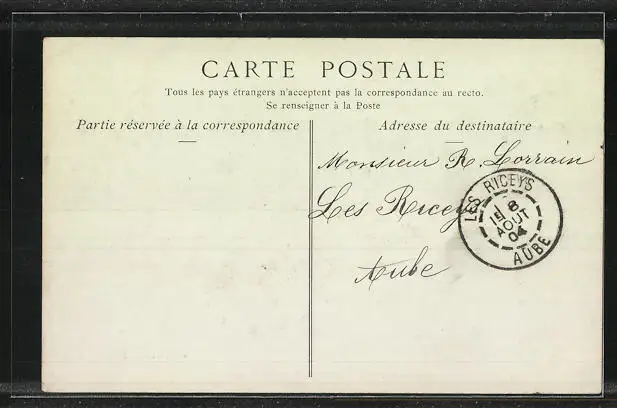 CARTE POSTALE
Tous les pays étrangers n'acceptent pas la correspondance au recto.
Se renseigner à la Poste
Partie réservée à la correspondance
Adresse du destinataire
Monsieur R. Lorrain
Les Riceys
Aube
LES RICEYS
8
AOUT
04
AUBE